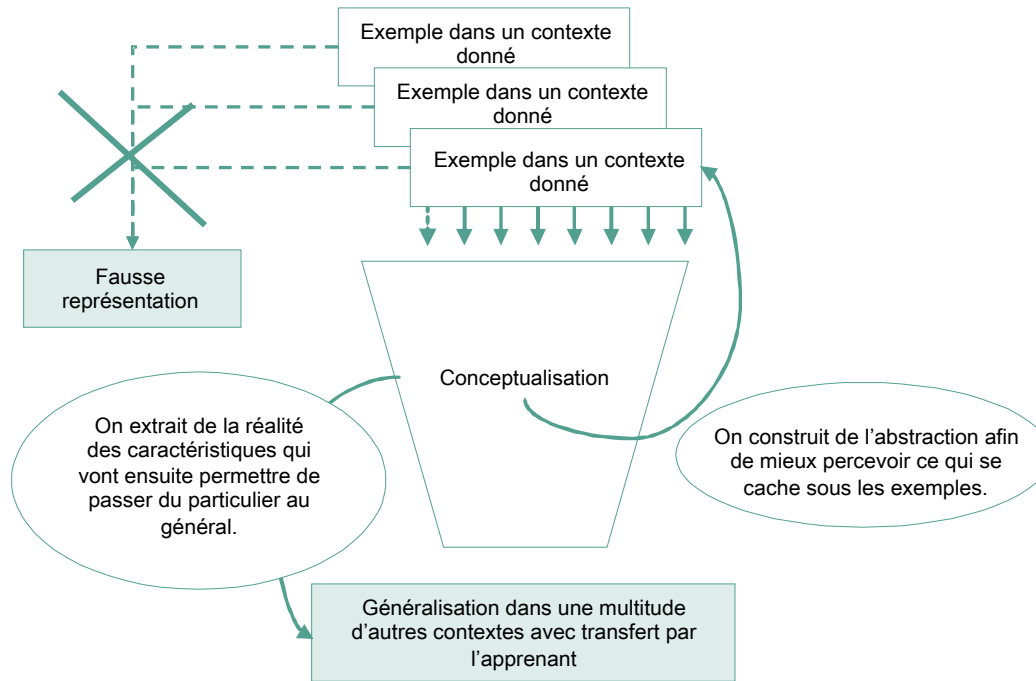 Exemple dans un contexte
donné
Exemple dans un contexte
donné
Exemple dans un contexte
donné
Fausse
représentation
Conceptualisation
On extrait de la réalité
des caractéristiques qui
vont ensuite permettre de
passer du particulier au
général.
On construit de l’abstraction afin
de mieux percevoir ce qui se
cache sous les exemples.
Généralisation dans une multitude
d’autres contextes avec transfert par
l’apprenant